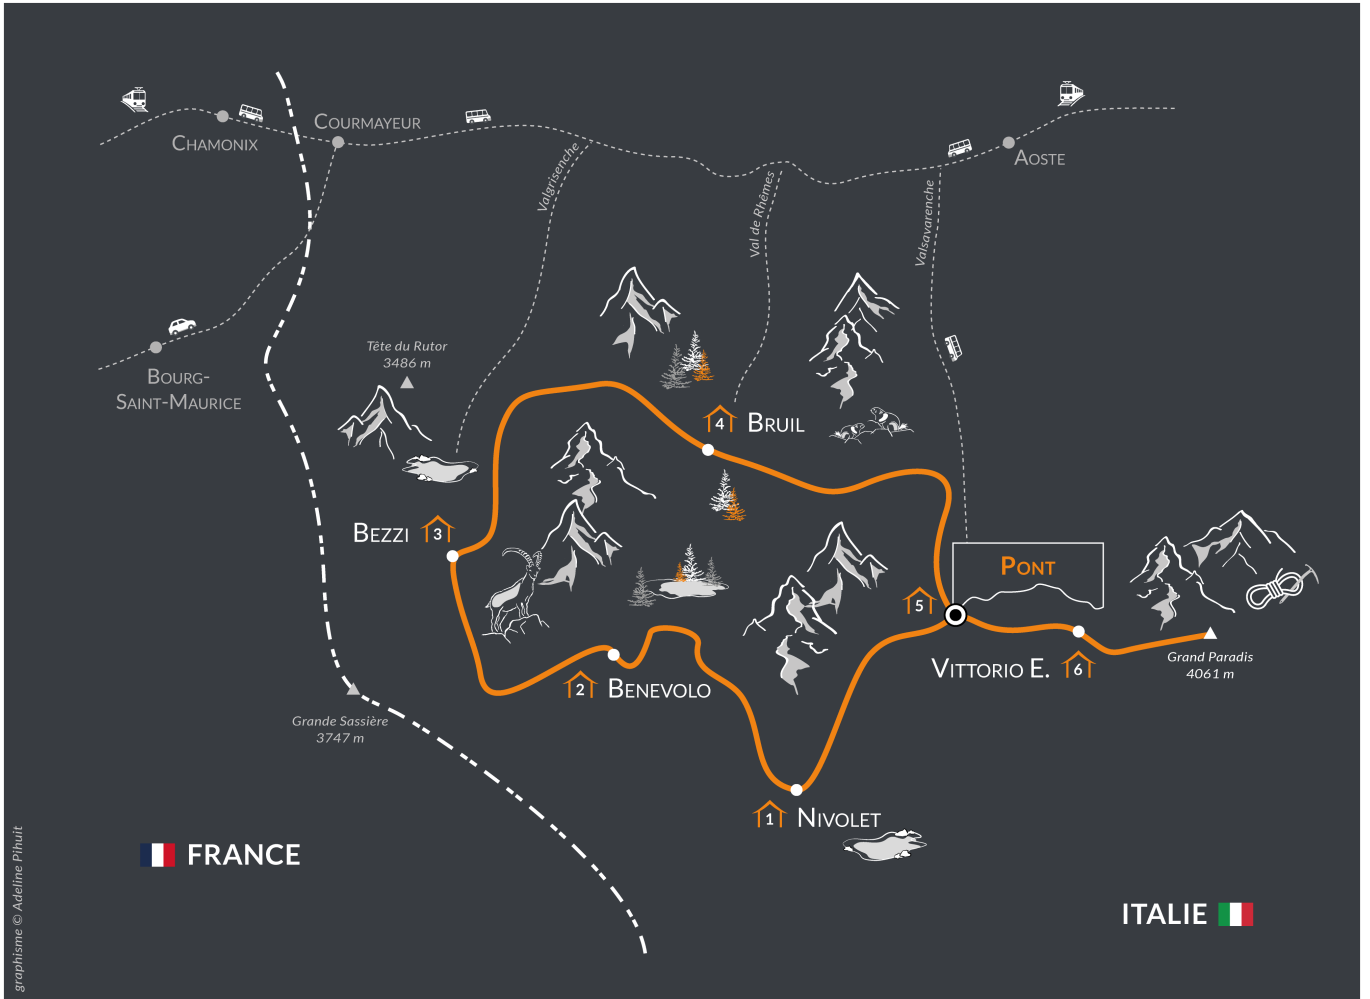 CHAMONIX
COURMAYEUR
AOSTE
Valgrisenche
Val de Rhêmes
Valsavarenche
BOURG-
SAINT-MAURICE
Tête du Rutor
3486 m
4
BRUIL
BEZZI
3
PONT
5
VITTORIO E.
6
Grand Paradis
4061 m
2
BENEVOLO
Grande Sassière
3747 m
1
NIVOLET
FRANCE
ITALIE
graphisme © Adeline Pihuit